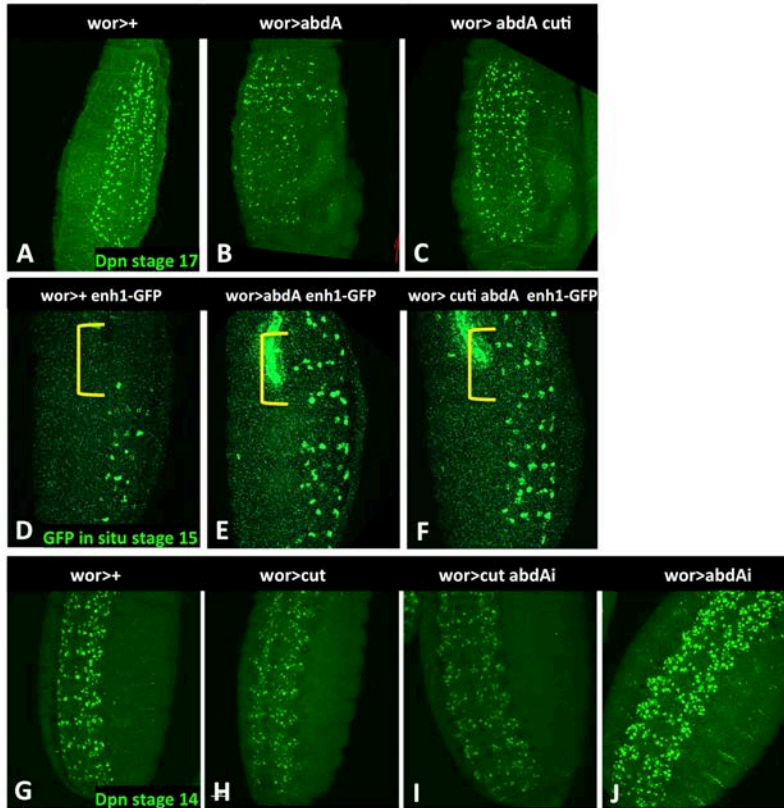 wor>+
wor>abdA
wor> abdA cuti
A
Dpn stage 17
B
C
wor>+ enh1-GFP
wor>abdA enh1-GFP
wor> cuti abdA enh1-GFP
D
GFP in situ stage 15
E
F
wor>+
wor>cut
wor>cut abdAi
wor>abdAi
G
Dpn stage 14
H
I
J